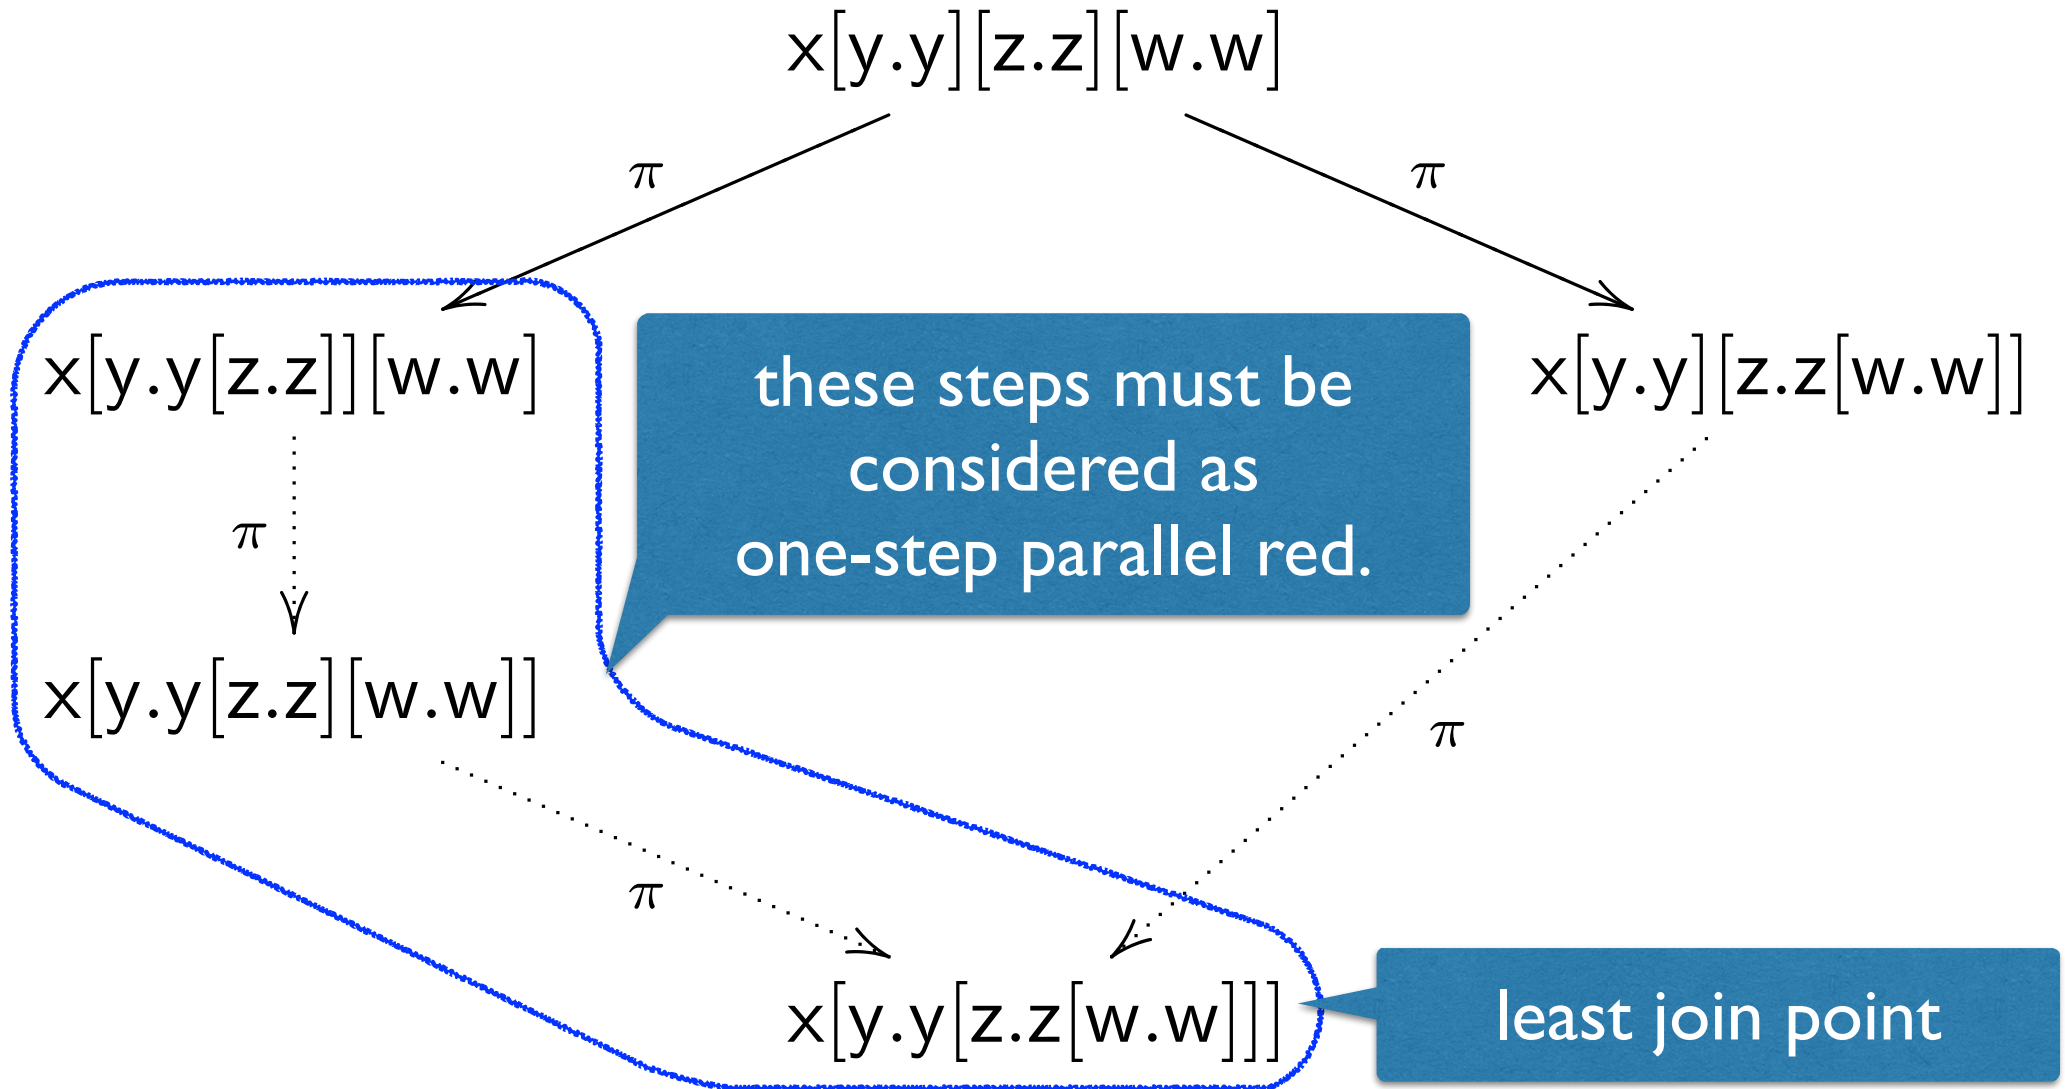 x[y.y][z.z][w.w]
π
π
x[y.y[z.z]][w.w]
these steps must be
considered as
one-step parallel red.
x[y.y][z.z[w.w]]
π
x[y.y[z.z][w.w]]
π
π
x[y.y[z.z[w.w]]]
least join point